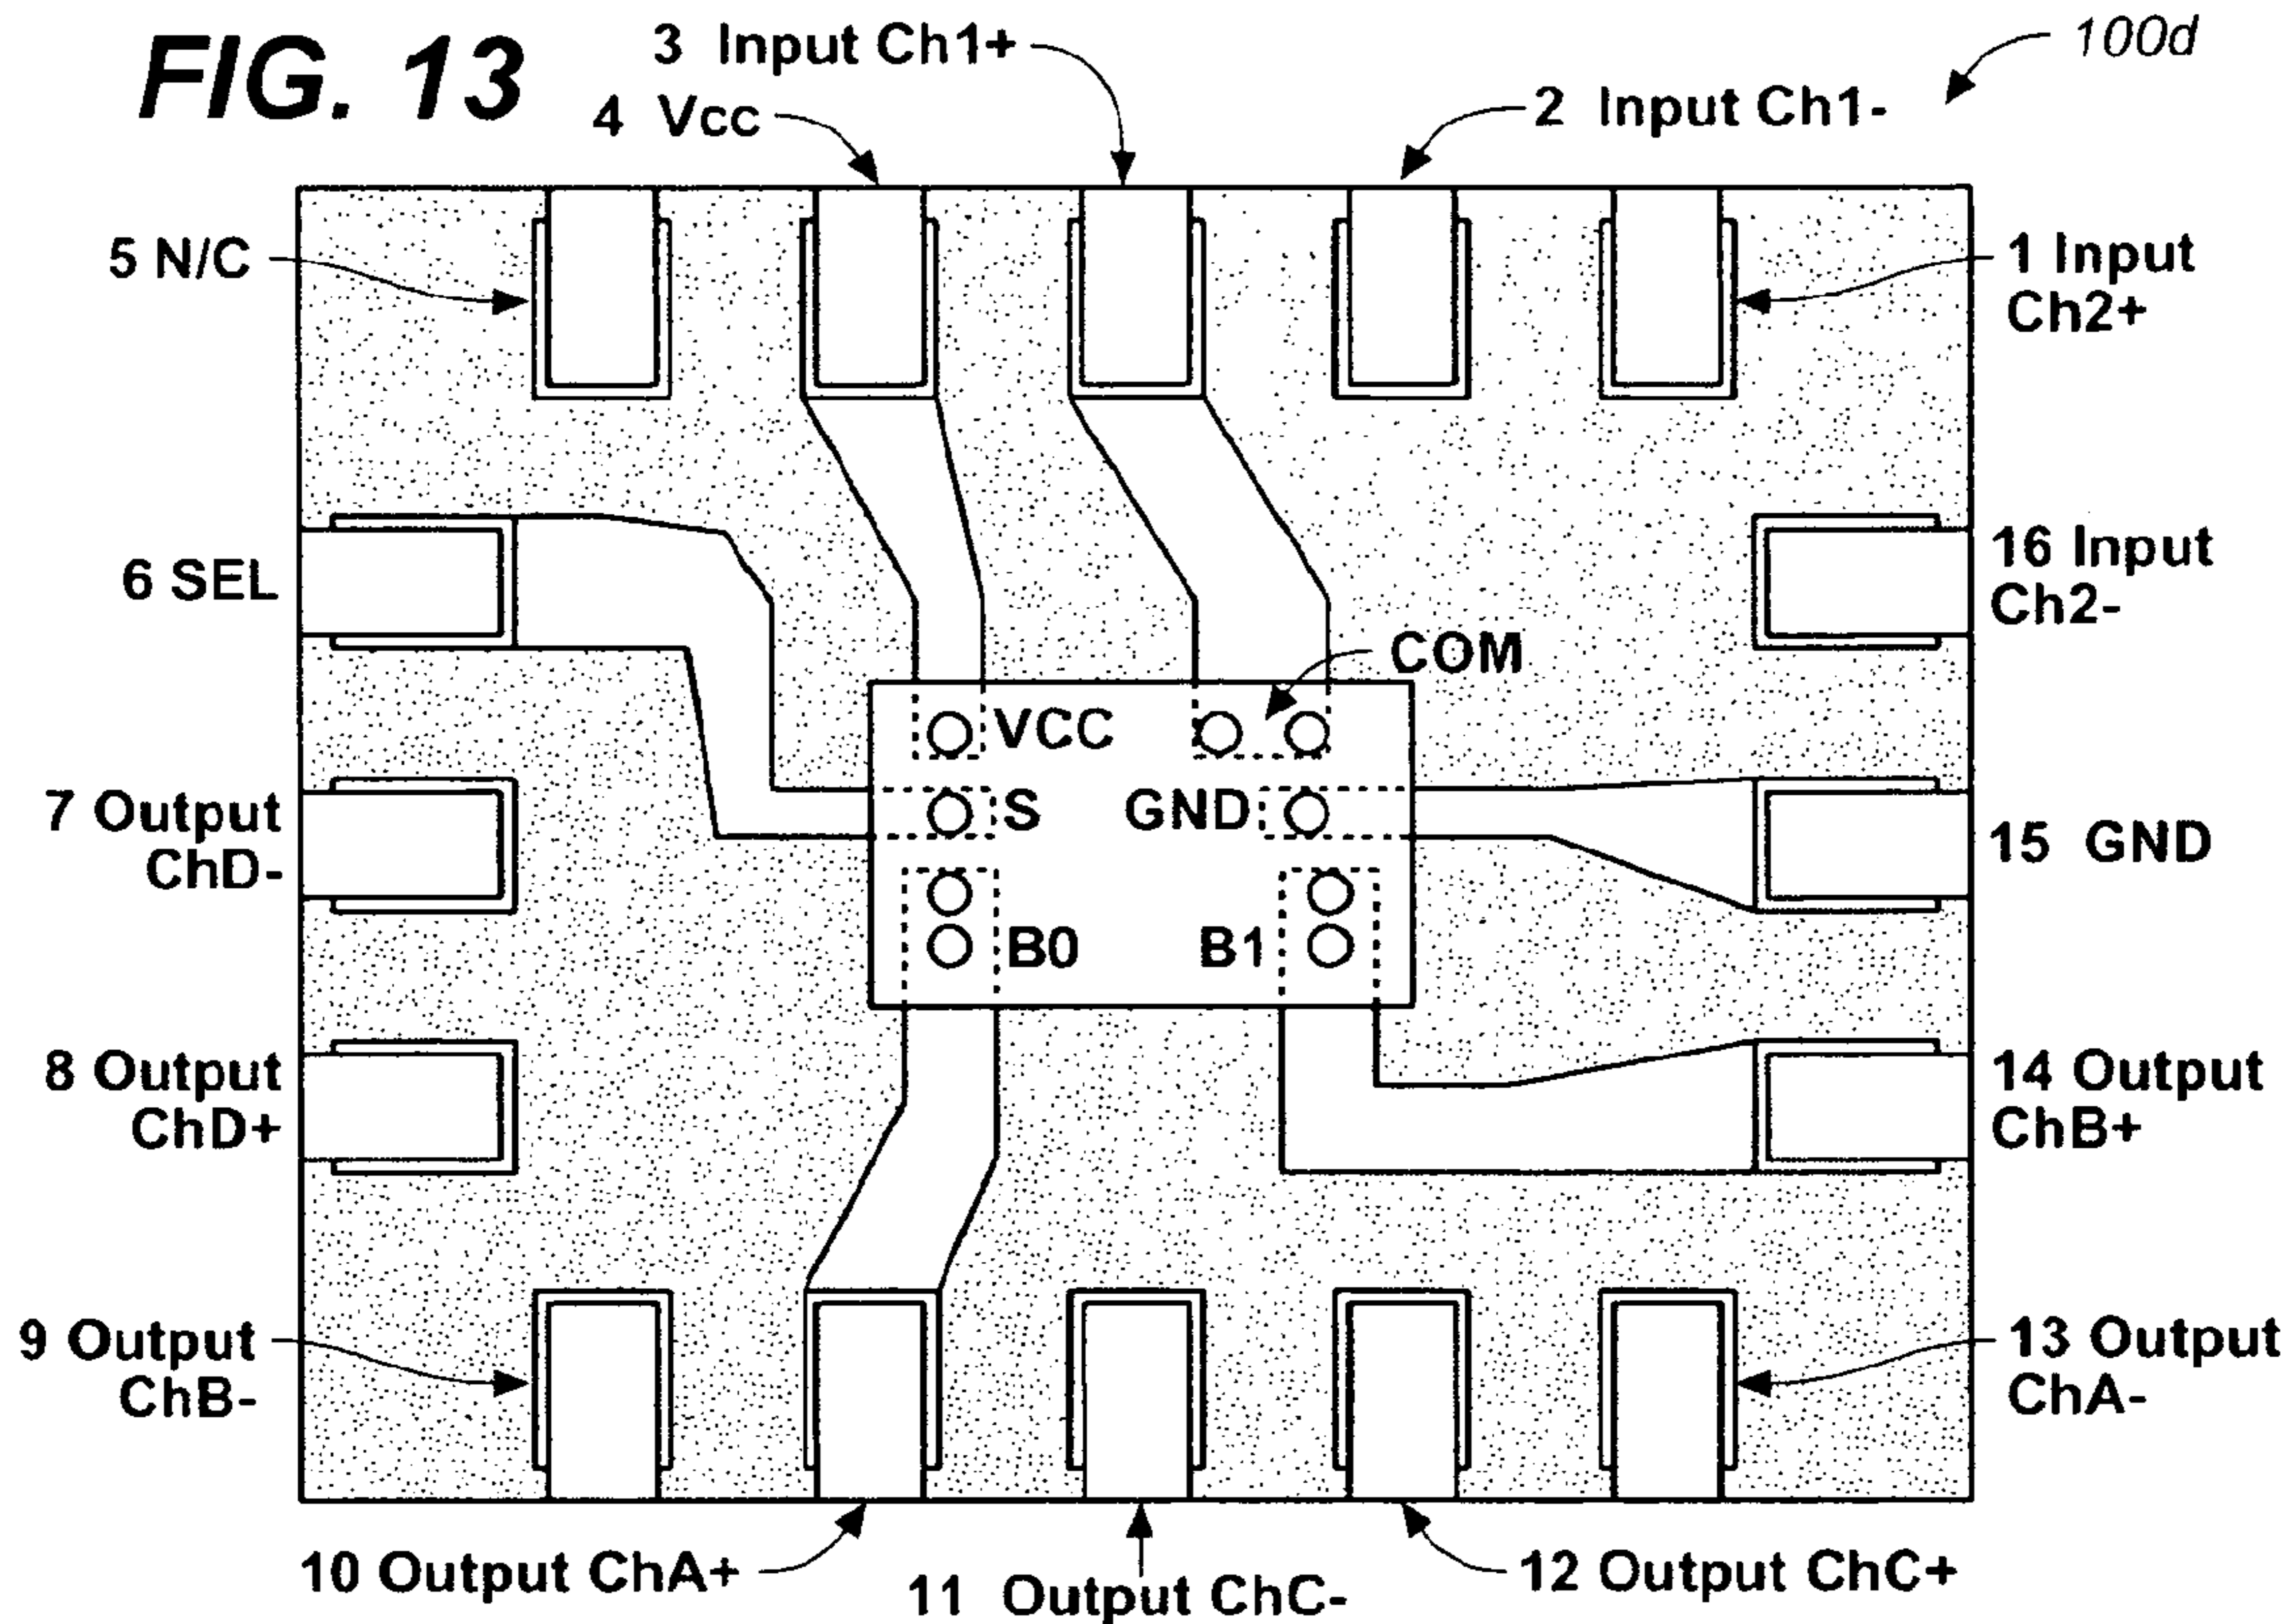 FIG. 13
3 Input Ch1+
100d
4 Vcc
2 Input Ch1-
5 N/C
1 Input
Ch2+
6 SEL
16 Input
Ch2-
COM
VCC
S
GND
7 Output
ChD-
15 GND
B0
B1
8 Output
ChD+
14 Output
ChB+
9 Output
ChB-
13 Output
ChA-
10 Output ChA+
11 Output ChC-
12 Output ChC+